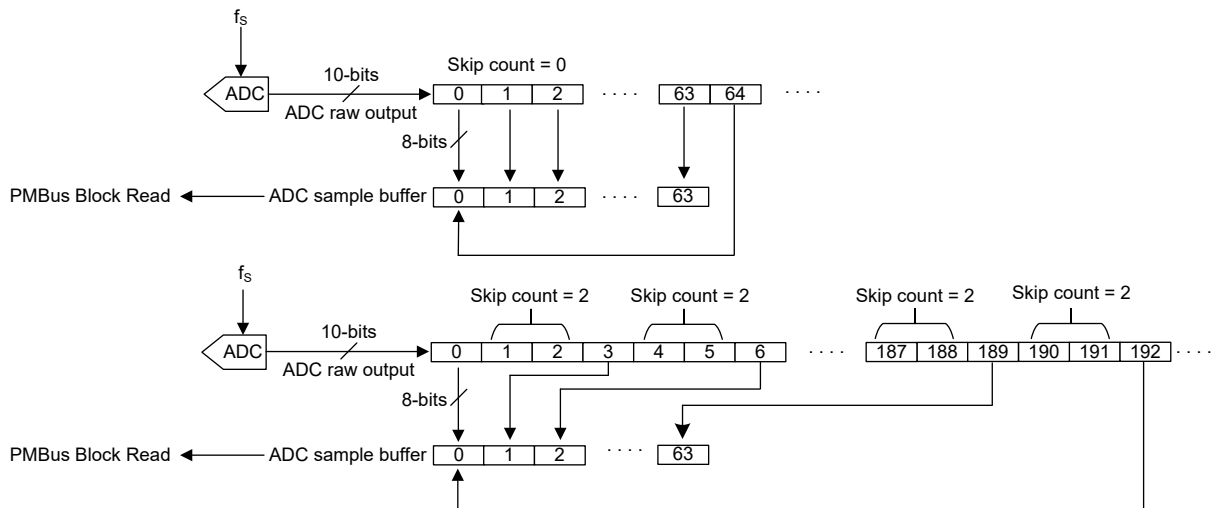 fS
10-bits
Skip count = 0
ADC
0 1 2 · · · · 63 64 · · · ·
ADC raw output
8-bits
PMBus Block Read
ADC sample buffer
0 1 2 · · · · 63
fS
Skip count = 2 Skip count = 2 Skip count = 2 Skip count = 2
10-bits
ADC
0 1 2 3 4 5 6 · · · · 187 188 189 190 191 192 · · · ·
ADC raw output
8-bits
PMBus Block Read
ADC sample buffer
0 1 2 · · · · 63